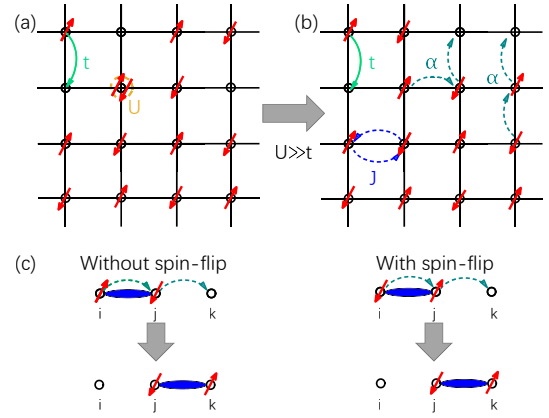 (a)
(b)
t
U
t
α
α
U≫t
J
(c)
Without spin-flip
With spin-flip
i j k
i j k
i j k
i j k